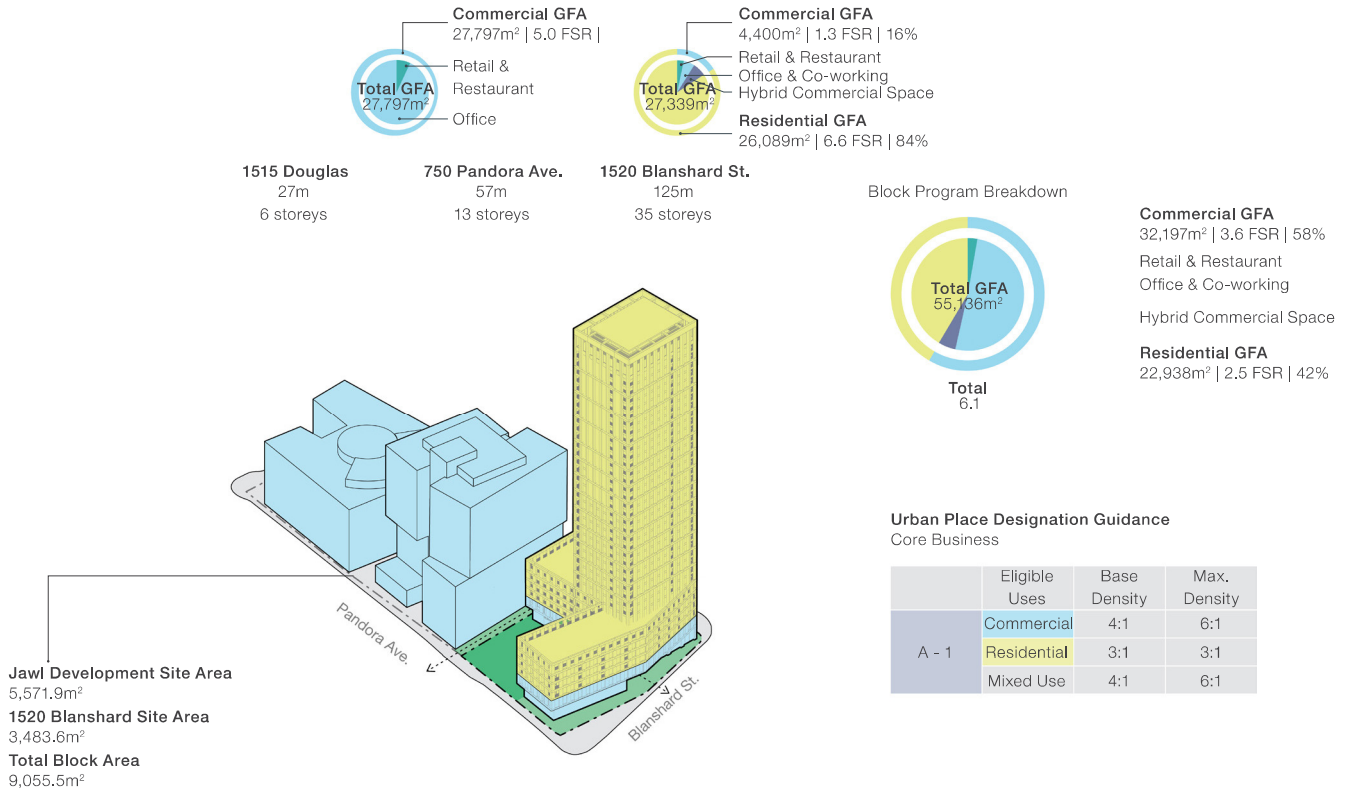 Commercial GFA
27,797m² | 5.0 FSR |
Retail &
Restaurant
Office
Total GFA
27,797m²
Commercial GFA
4,400m² | 1.3 FSR | 16%
Retail & Restaurant
Office & Co-working
Hybrid Commercial Space
Total GFA
27,339m²
Residential GFA
26,089m² | 6.6 FSR | 84%
1515 Douglas
27m
6 storeys
750 Pandora Ave.
57m
13 storeys
1520 Blanshard St.
125m
35 storeys
Block Program Breakdown
Total GFA
55,136m²
Total
6.1
Commercial GFA
32,197m² | 3.6 FSR | 58%
Retail & Restaurant
Office & Co-working
Hybrid Commercial Space
Residential GFA
22,938m² | 2.5 FSR | 42%
Pandora Ave.
Blanshard St.
Jawl Development Site Area
5,571.9m²
1520 Blanshard Site Area
3,483.6m²
Total Block Area
9,055.5m²
Urban Place Designation Guidance
Core Business
Eligible Uses Base Density Max. Density
A - 1
Commercial 4:1 6:1
Residential 3:1 3:1
Mixed Use 4:1 6:1